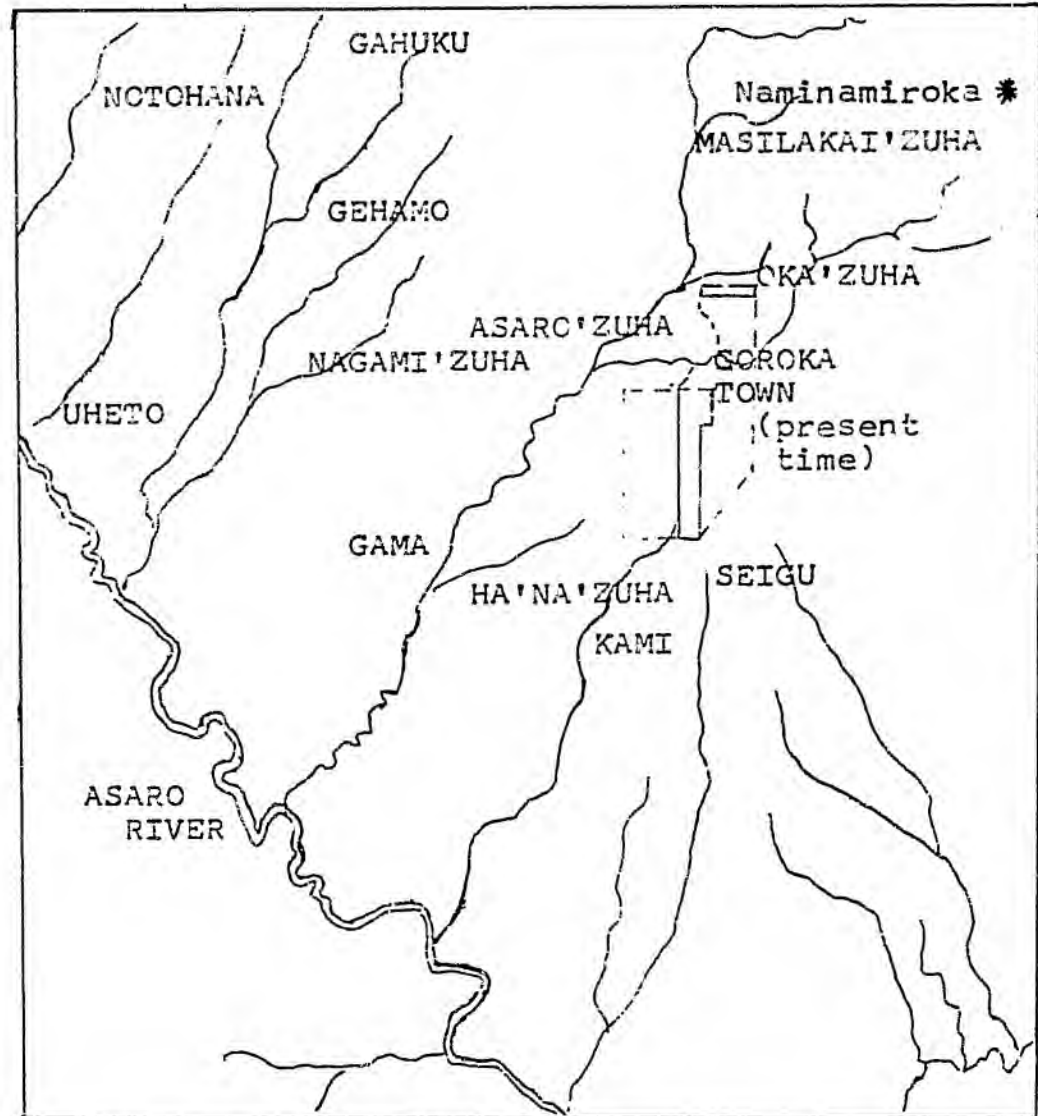 GAHUKU
NOTOHANA
Naminamiroka *
MASILAKAI'ZUHA
GEHAMO
OKA'ZUHA
ASARO'ZUHA
NAGAMI'ZUHA
GOROKA
TOWN
(present
time)
UHETO
GAMA
HA'NA'ZUHA
SEIGU
KAMI
ASARO
RIVER